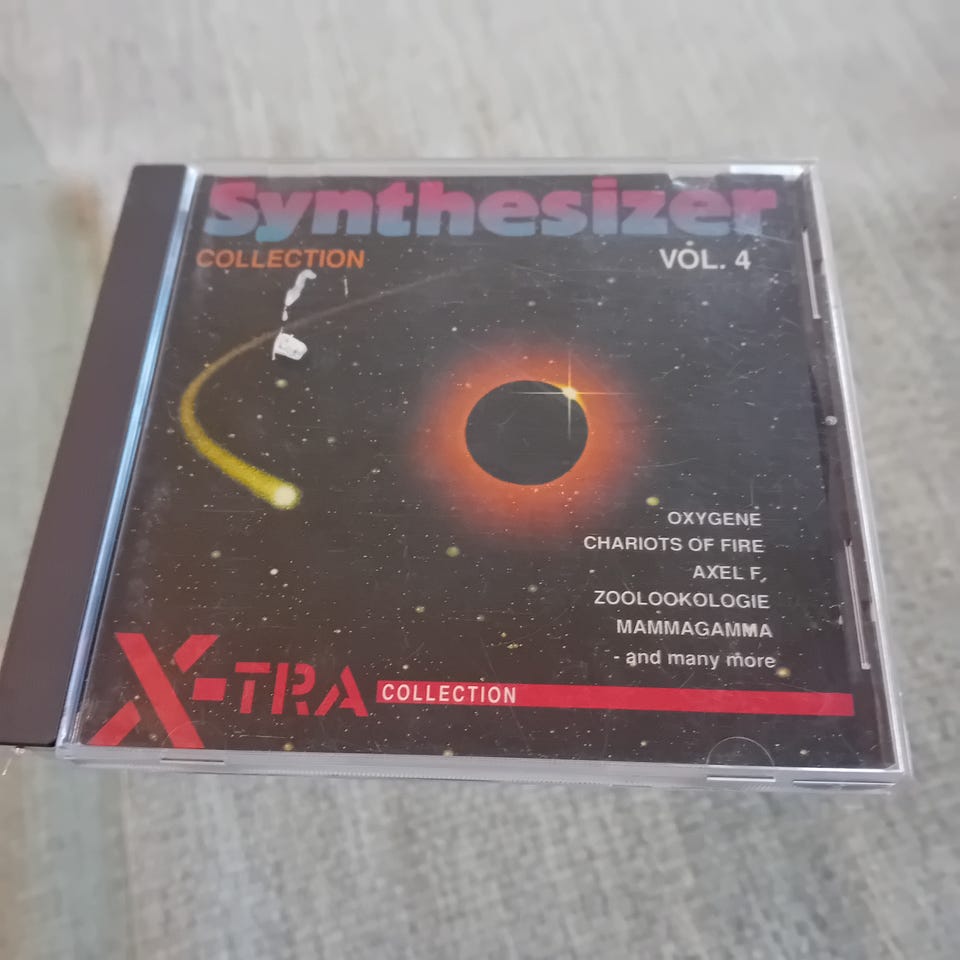 Synthesizer
COLLECTION VOL. 4
OXYGENE
CHARIOTS OF FIRE
AXEL F,
ZOOLOOKOLOGIE
MAMMAGAMMA
- and many more
X-TRA COLLECTION